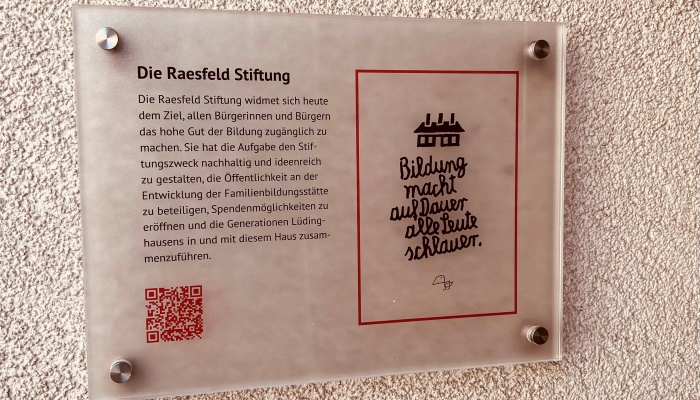 Die Raesfeld Stiftung
Die Raesfeld Stiftung widmet sich heute
dem Ziel, allen Bürgerinnen und Bürgern
das hohe Gut der Bildung zugänglich zu
machen. Sie hat die Aufgabe den Stif-
tungszweck nachhaltig und ideenreich
zu gestalten, die Öffentlichkeit an der
Entwicklung der Familienbildungsstätte
zu beteiligen, Spendenmöglichkeiten zu
eröffnen und die Generationen Lüding-
hausens in und mit diesem Haus zusam-
menzuführen.
Bildung
macht
auf Dauer
alle Leute
schlauer.